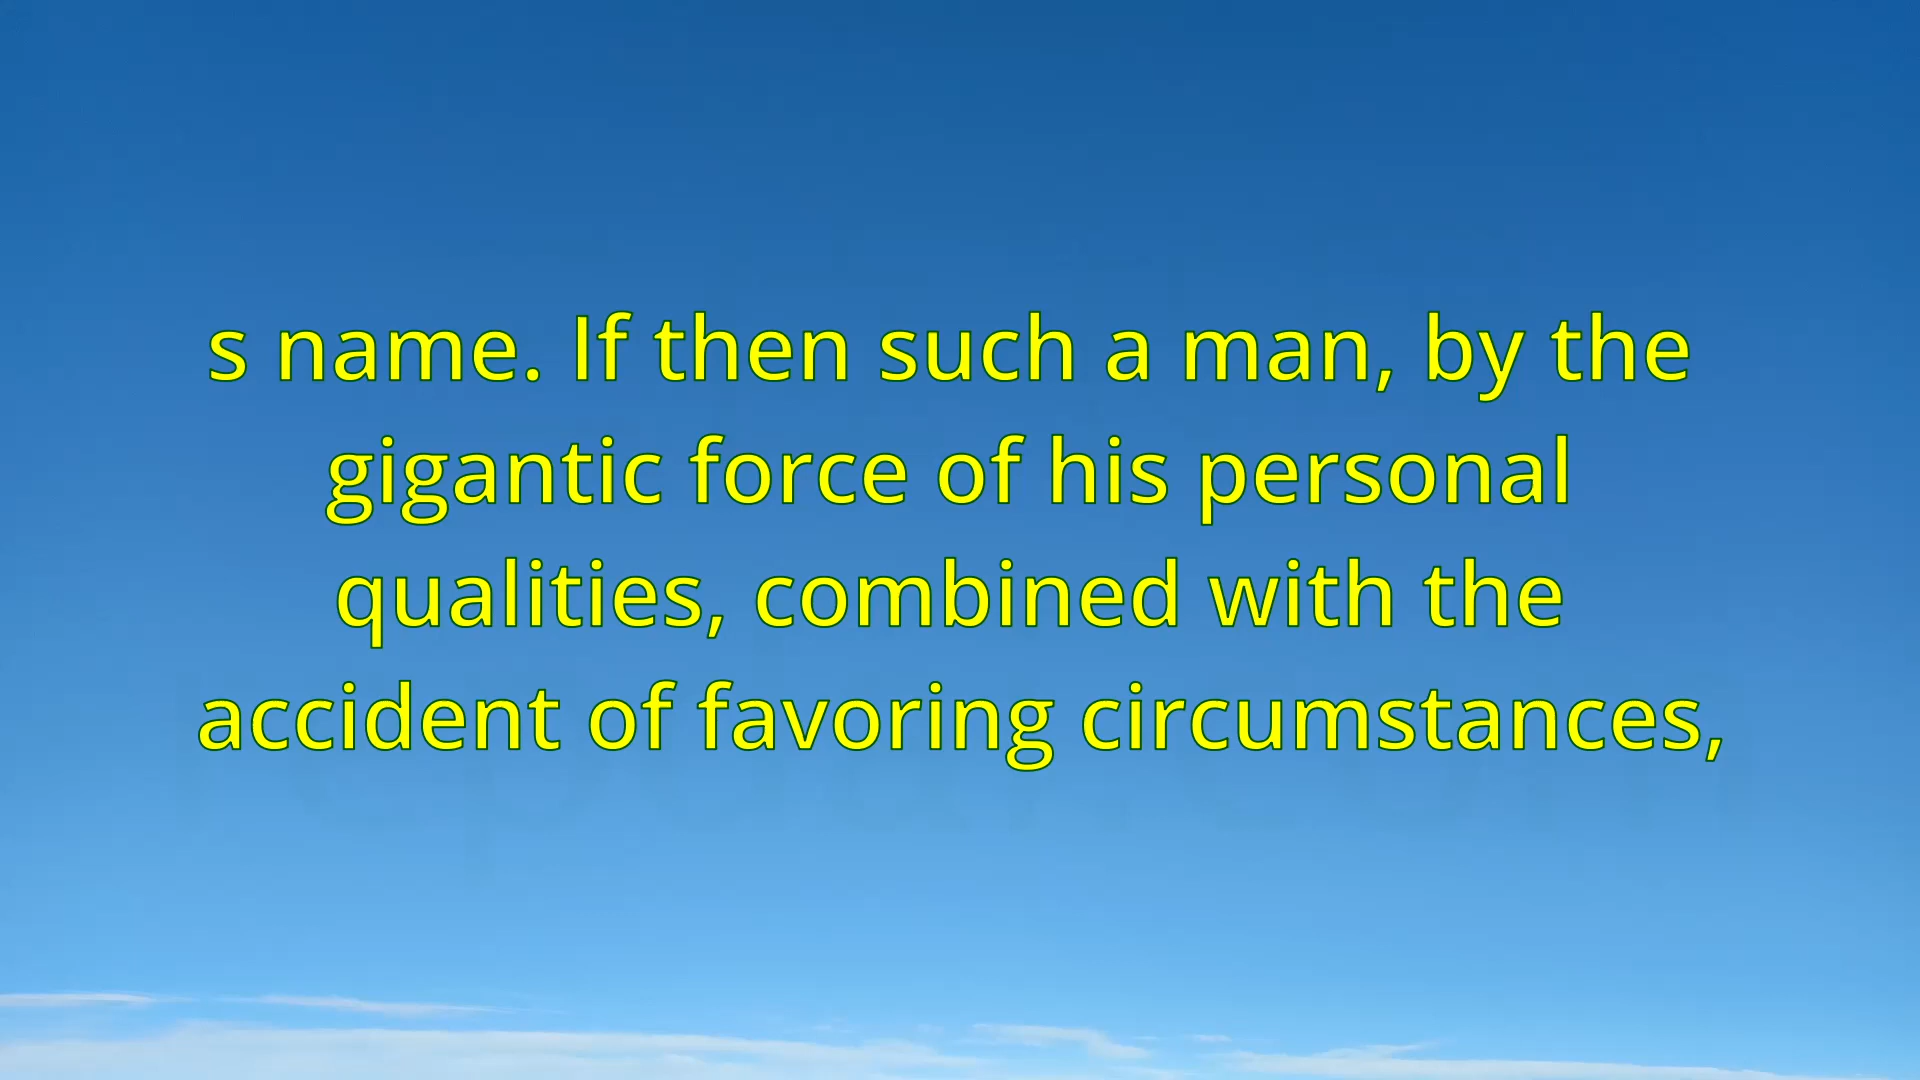 s name. If then such a man, by the
gigantic force of his personal
qualities, combined with the
accident of favoring circumstances,